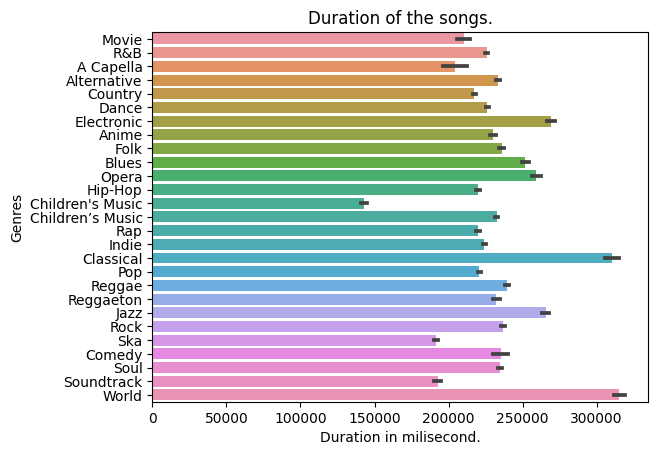 Duration of the songs.
Movie
R&B
A Capella
Alternative
Country
Dance
Electronic
Anime
Folk
Blues
Opera
Hip-Hop
Children's Music
Children’s Music
Rap
Indie
Classical
Pop
Reggae
Reggaeton
Jazz
Rock
Ska
Comedy
Soul
Soundtrack
World
Genres
0 50000 100000 150000 200000 250000 300000
Duration in milisecond.